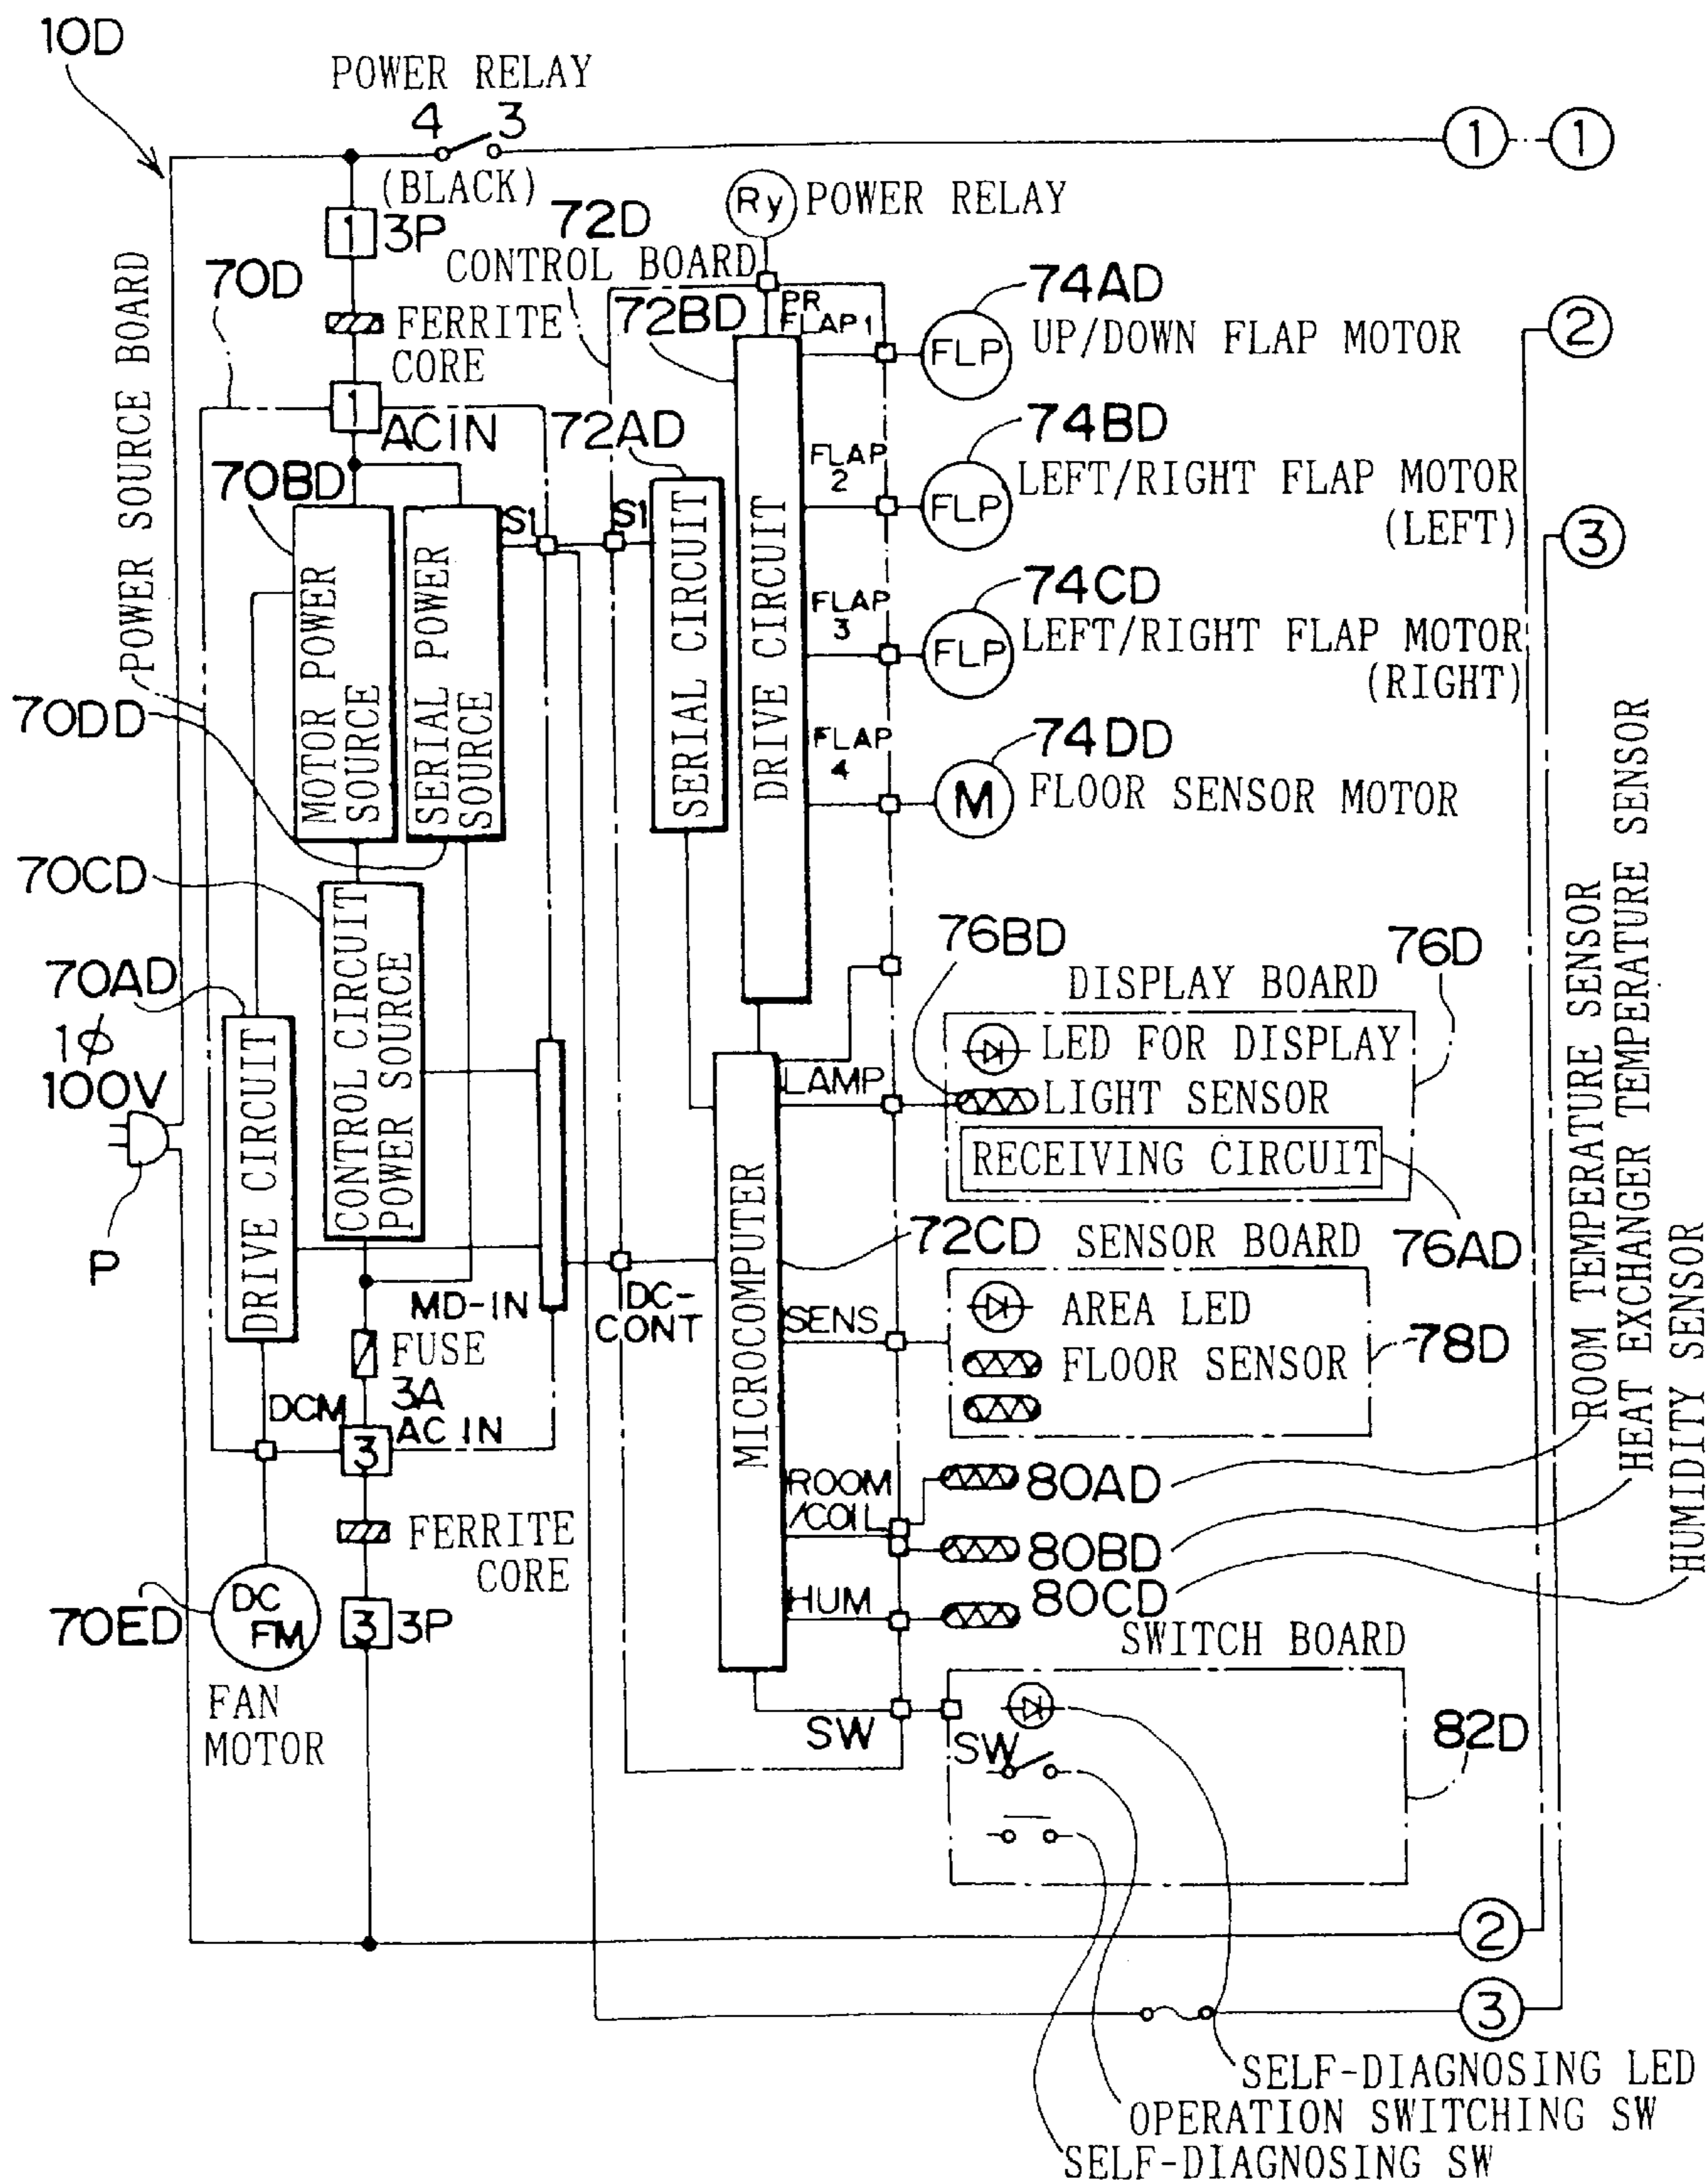 10D
POWER RELAY
4 3
(BLACK)
1 3P
1 1
Ry POWER RELAY
72D
CONTROL BOARD
70D
POWER SOURCE BOARD
FERRITE
CORE
72BD
PR
FLAP 1
FLP
74AD
UP/DOWN FLAP MOTOR
2
1
ACIN
72AD
70BD
FLAP
2
FLP
74BD
LEFT/RIGHT FLAP MOTOR
(LEFT)
3
S1 S1
MOTOR POWER
SOURCE
SERIAL POWER
SOURCE
SERIAL CIRCUIT
DRIVE CIRCUIT
FLAP
3
FLP
74CD
LEFT/RIGHT FLAP MOTOR
(RIGHT)
70DD
FLAP
4
M
74DD
FLOOR SENSOR MOTOR
70CD
CONTROL CIRCUIT
POWER SOURCE
70AD
1ϕ
100V
P
DRIVE CIRCUIT
76BD
76D
DISPLAY BOARD
LED FOR DISPLAY
LAMP
LIGHT SENSOR
RECEIVING CIRCUIT
MICROCOMPUTER
72CD
SENSOR BOARD
76AD
ROOM TEMPERATURE SENSOR
HEAT EXCHANGER TEMPERATURE SENSOR
HUMIDITY SENSOR
MD-IN
DC-
CONT
SENS
AREA LED
FLOOR SENSOR
78D
FUSE
3A
DCM
AC IN
3
ROOM
/COIL
80AD
80BD
FERRITE
CORE
HUM
80CD
70ED
DC
FM
3 3P
FAN
MOTOR
SWITCH BOARD
SW
SW
82D
2
3
SELF-DIAGNOSING LED
OPERATION SWITCHING SW
SELF-DIAGNOSING SW